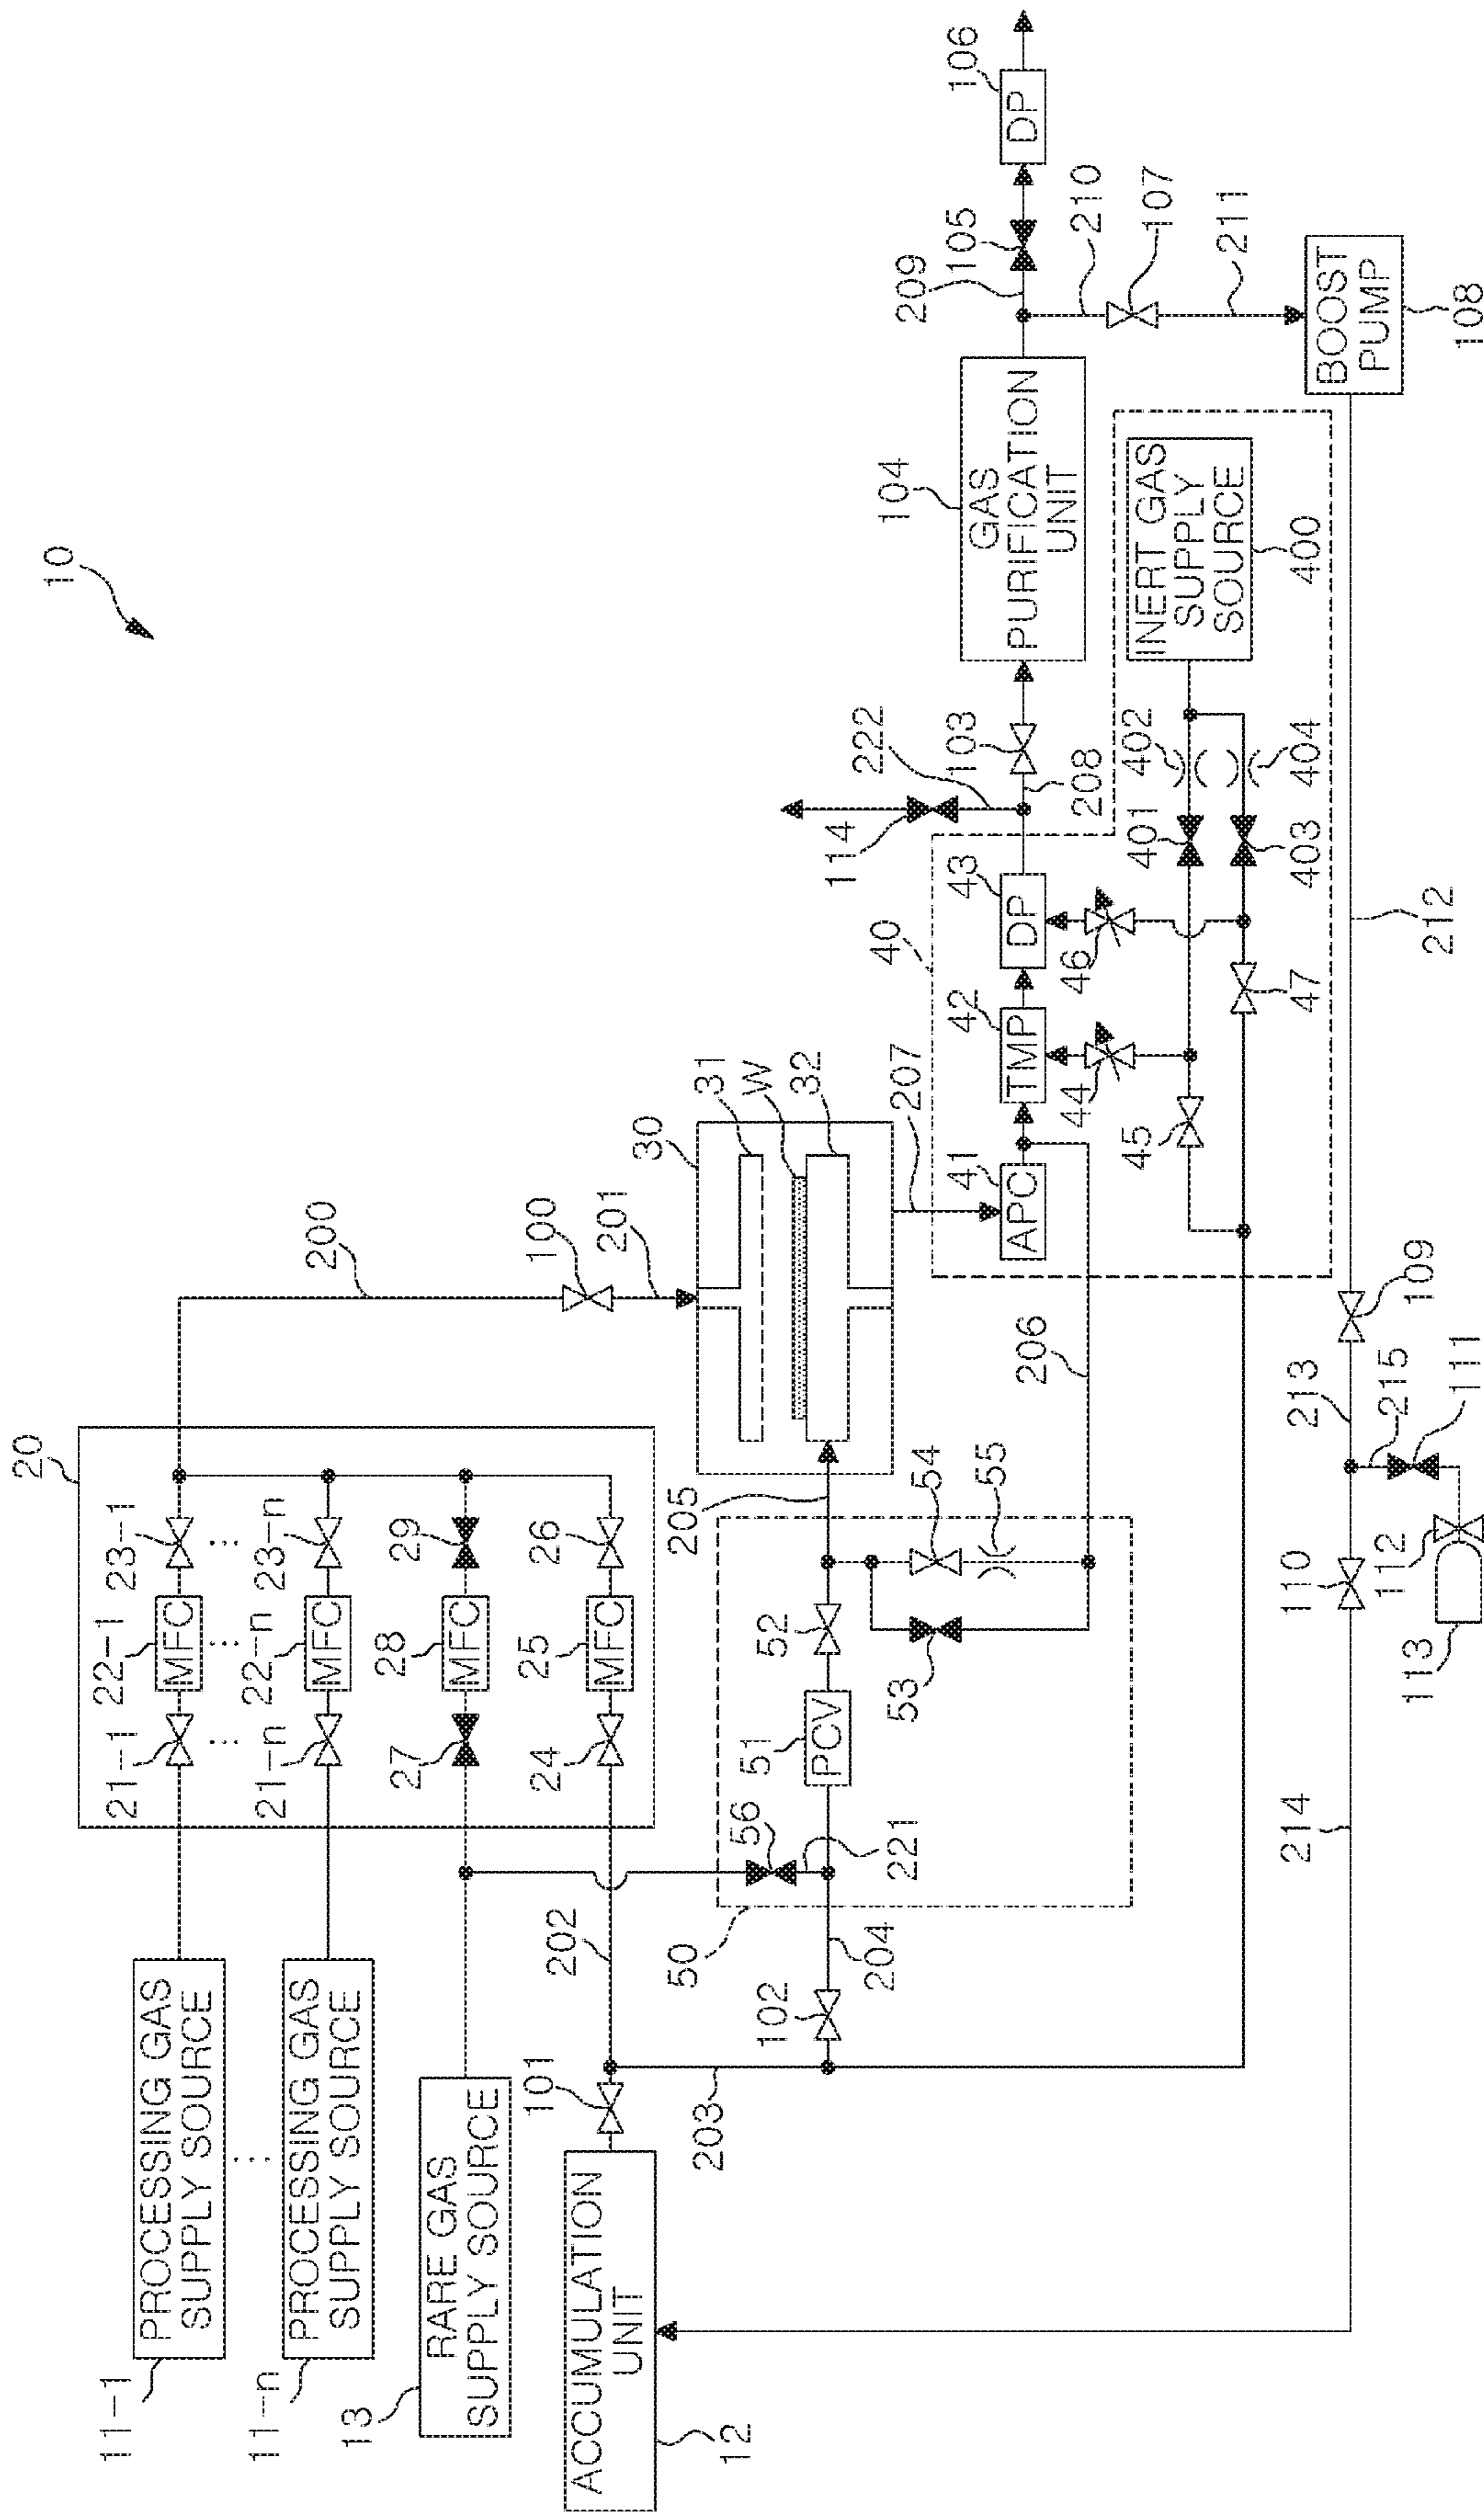 10
20
21-1
22-1
MFC
23-1
21-n
22-n
MFC
23-n
27
28
MFC
29
24
25
MFC
26
200
100
201
11-1
PROCESSING GAS
SUPPLY SOURCE
11-n
PROCESSING GAS
SUPPLY SOURCE
13
RARE GAS
SUPPLY SOURCE
12
ACCUMULATION
UNIT
101
202
203
102
204
50
56
221
51
PCV
52
53
54
55
205
206
30
31
W
32
207
40
41
APC
42
TMP
43
DP
44
45
46
47
401
402
403
404
INERT GAS
SUPPLY
SOURCE
400
114
222
208
103
104
GAS
PURIFICATION
UNIT
209
105
106
DP
210
107
211
BOOST
PUMP
108
212
109
213
215
111
112
113
110
214